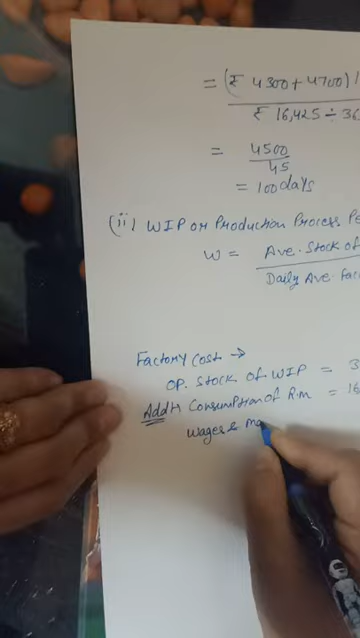 = (₹ 4300+4700)
₹ 16,425 ÷ 36
= 4500
45
= 100 days
(ii) WIP or Production Process Pe
W = Ave. Stock of
Daily Ave. Fac
Factory Cost →
OP. Stock of WIP = 3
Add:- Consumption of R.m = 16
Wages & ma